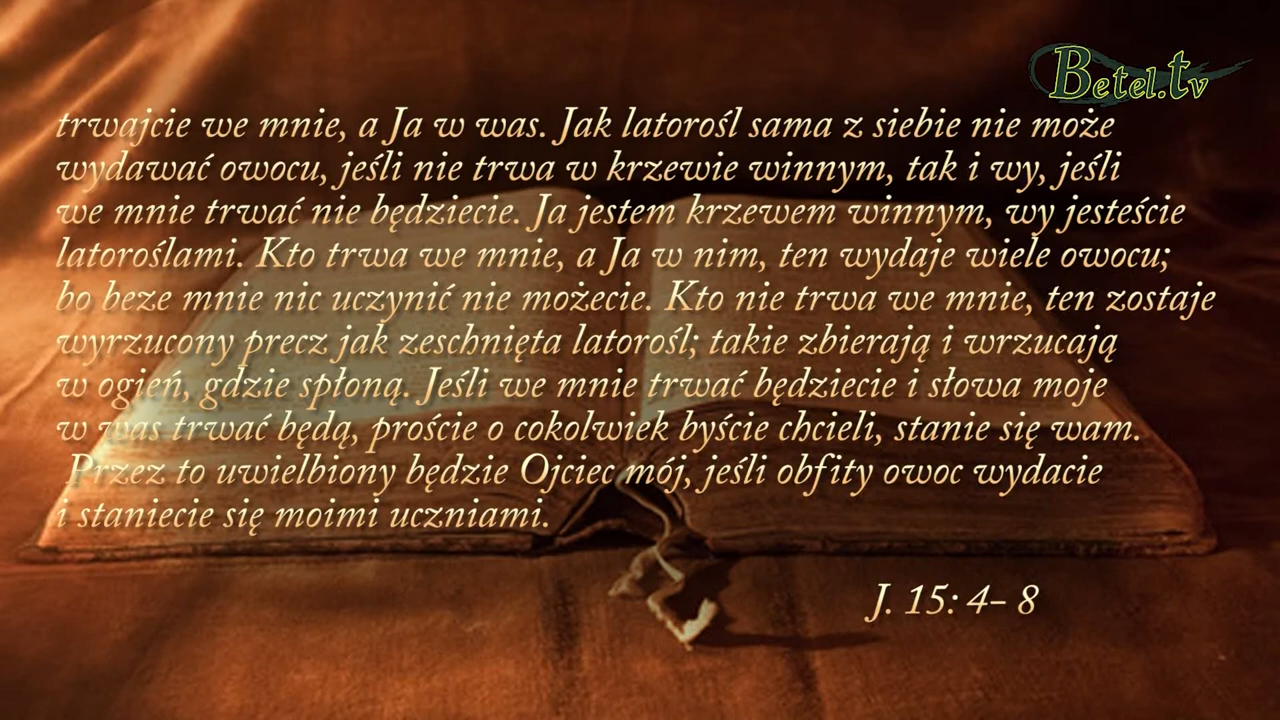 Betel.tv
trwajcie we mnie, a Ja w was. Jak latorośl sama z siebie nie może
wydawać owocu, jeśli nie trwa w krzewie winnym, tak i wy, jeśli
we mnie trwać nie będziecie. Ja jestem krzewem winnym, wy jesteście
latoroślami. Kto trwa we mnie, a Ja w nim, ten wydaje wiele owocu;
bo beze mnie nic uczynić nie możecie. Kto nie trwa we mnie, ten zostaje
wyrzucony precz jak zeschnięta latorośl; takie zbierają i wrzucają
w ogień, gdzie spłoną. Jeśli we mnie trwać będziecie i słowa moje
w was trwać będą, proście o cokolwiek byście chcieli, stanie się wam.
Przez to uwielbiony będzie Ojciec mój, jeśli obfity owoc wydacie
i staniecie się moimi uczniami.
J. 15: 4– 8